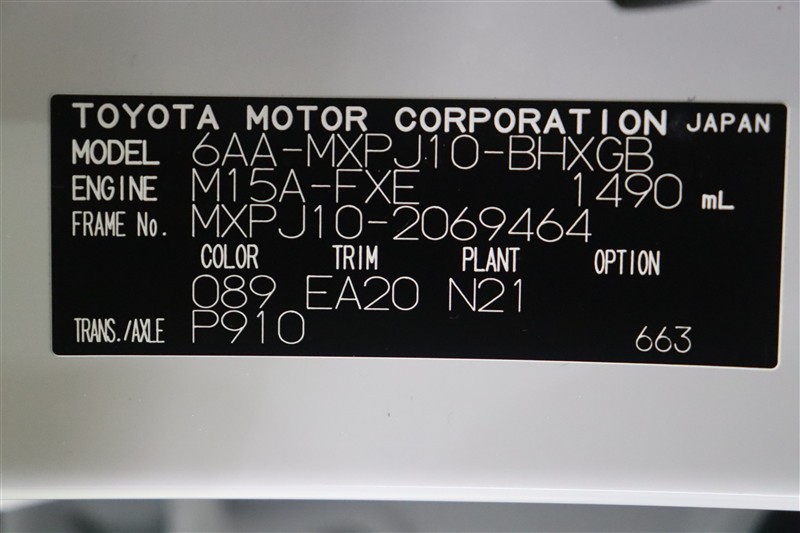 TOYOTA MOTOR CORPORATION JAPAN
MODEL 6AA-MXPJ10-BHXGB
ENGINE M15A-FXE 1490 mL
FRAME No. MXPJ10-2069464
COLOR TRIM PLANT OPTION
089 EA20 N21
TRANS./AXLE P910 663